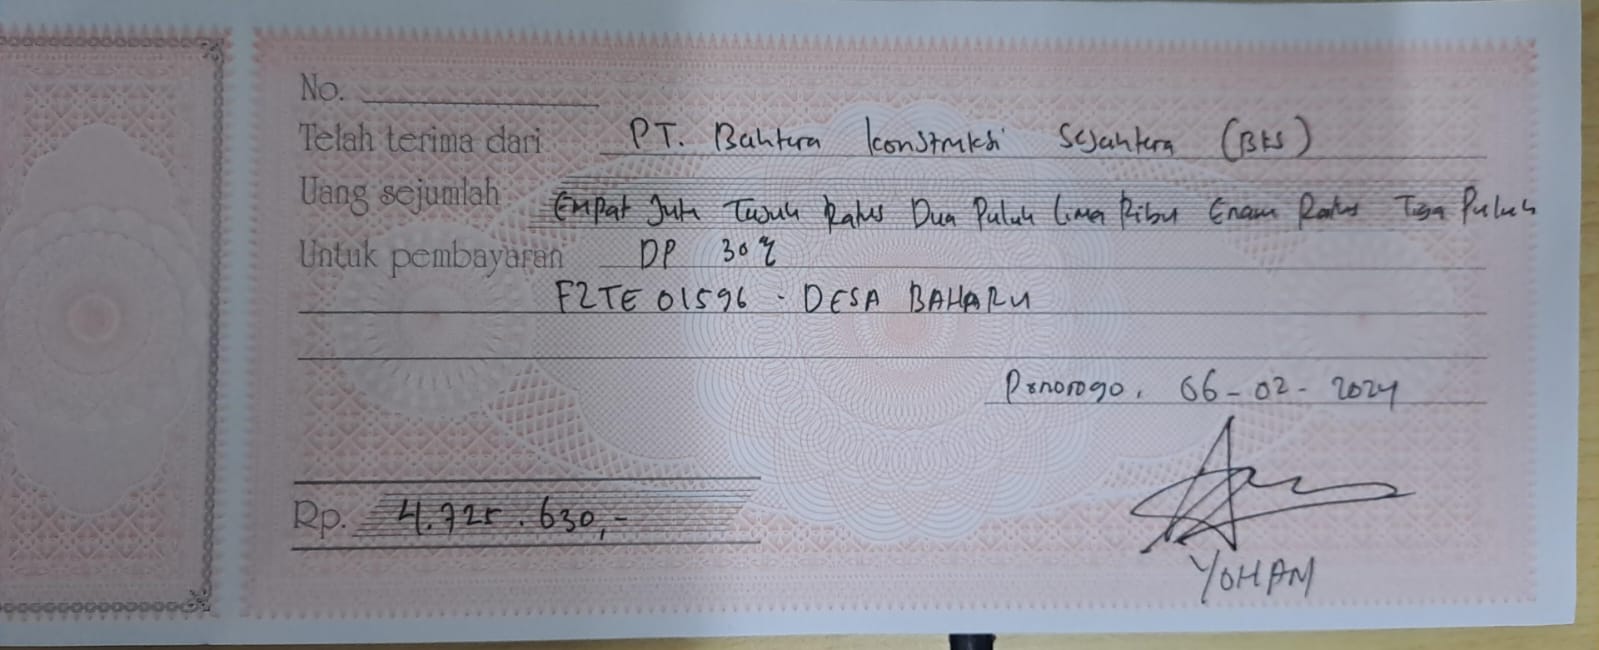 No.
Telah terima dari PT. Bahtera Konstruksi Sejahtera (BKS)
Uang sejumlah Empat Juta Tujuh Ratus Dua Puluh Lima Ribu Enam Ratus Tiga Puluh
Untuk pembayaran DP 30%
F2TE 01596 - DESA BAHARU
Ponorogo, 06-02-2024
Rp. 4.725.630,-
YOHAN